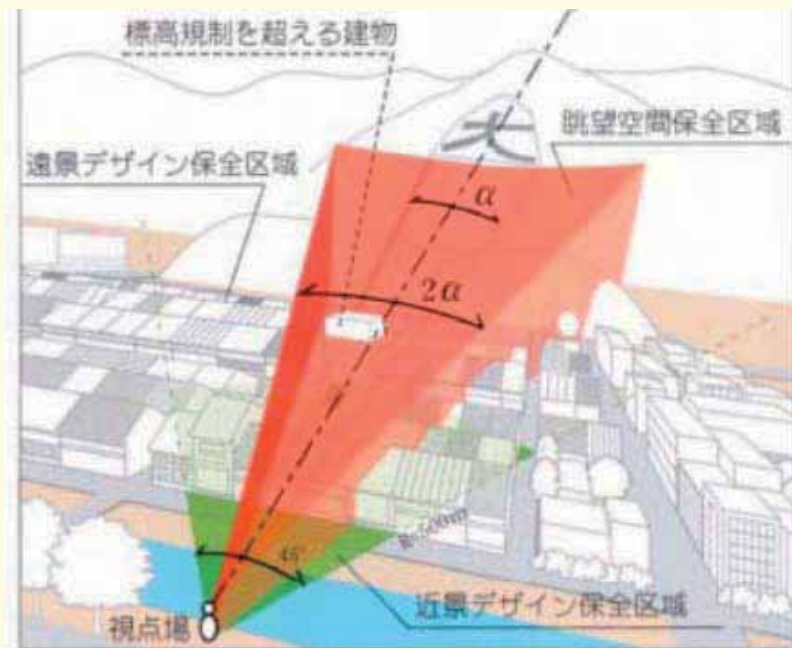 標高規制を超える建物
大
眺望空間保全区域
遠景デザイン保全区域
α
2α
R=500m
45°
近景デザイン保全区域
視点場